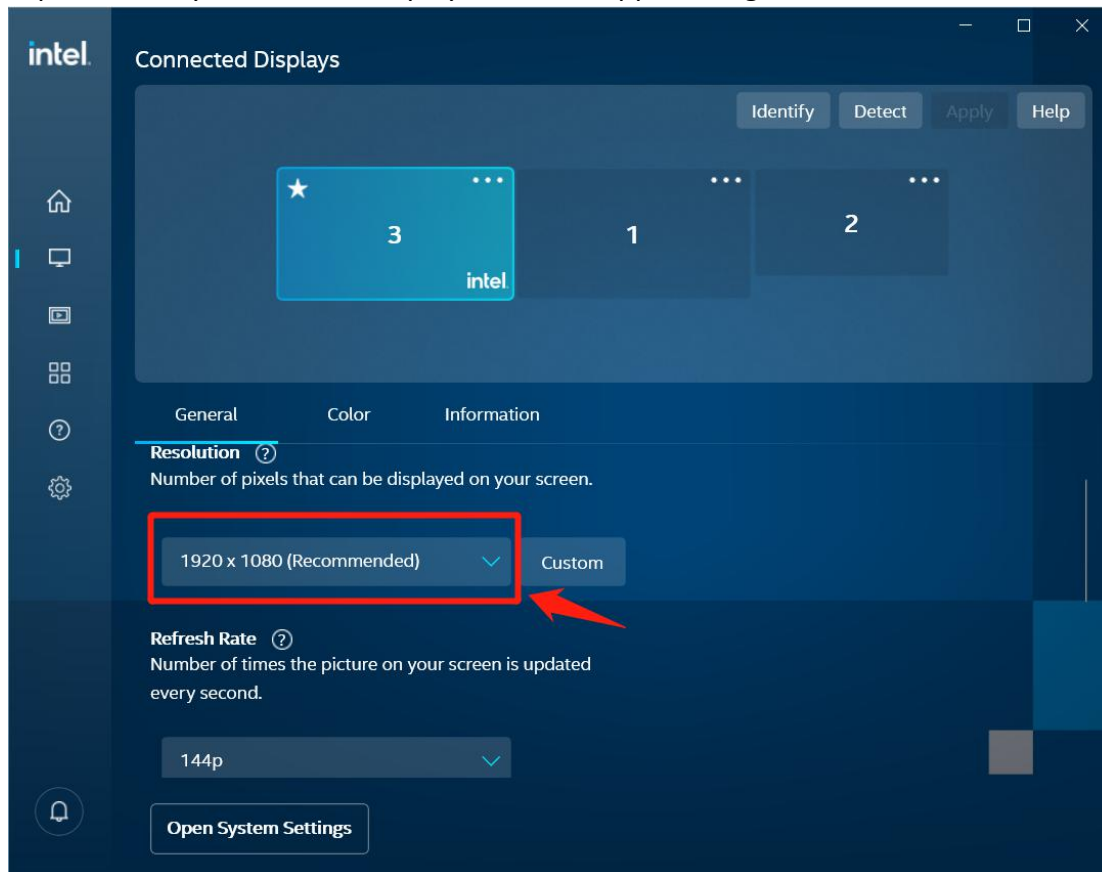 intel.
Connected Displays
Identify Detect Apply Help
3 1 2
intel.
General Color Information
Resolution ?
Number of pixels that can be displayed on your screen.
1920 x 1080 (Recommended) Custom
Refresh Rate ?
Number of times the picture on your screen is updated
every second.
144p
Open System Settings